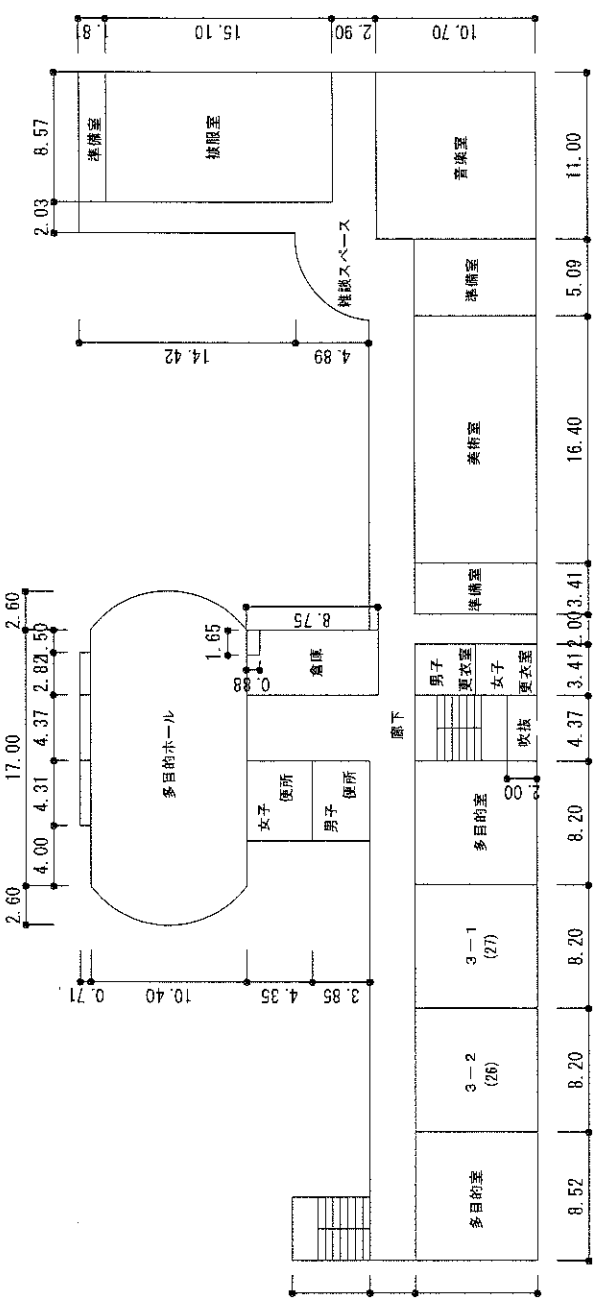 1.81
15.10
2.90
10.70
8.57
2.03
準備室
被服室
音楽室
11.00
雑談スペース
準備室
5.09
14.42
4.89
美術室
16.40
2.60
1.50
2.82
4.37
17.00
4.31
4.00
2.60
多目的ホール
8.75
1.65
0.88
倉庫
準備室
3.41
2.00
男子
更衣室
女子
更衣室
3.41
廊下
吹抜
4.37
2.00
女子
便所
男子
便所
多目的室
8.20
0.71
10.40
4.35
3.85
3－1
(27)
8.20
3－2
(26)
8.20
多目的室
8.52